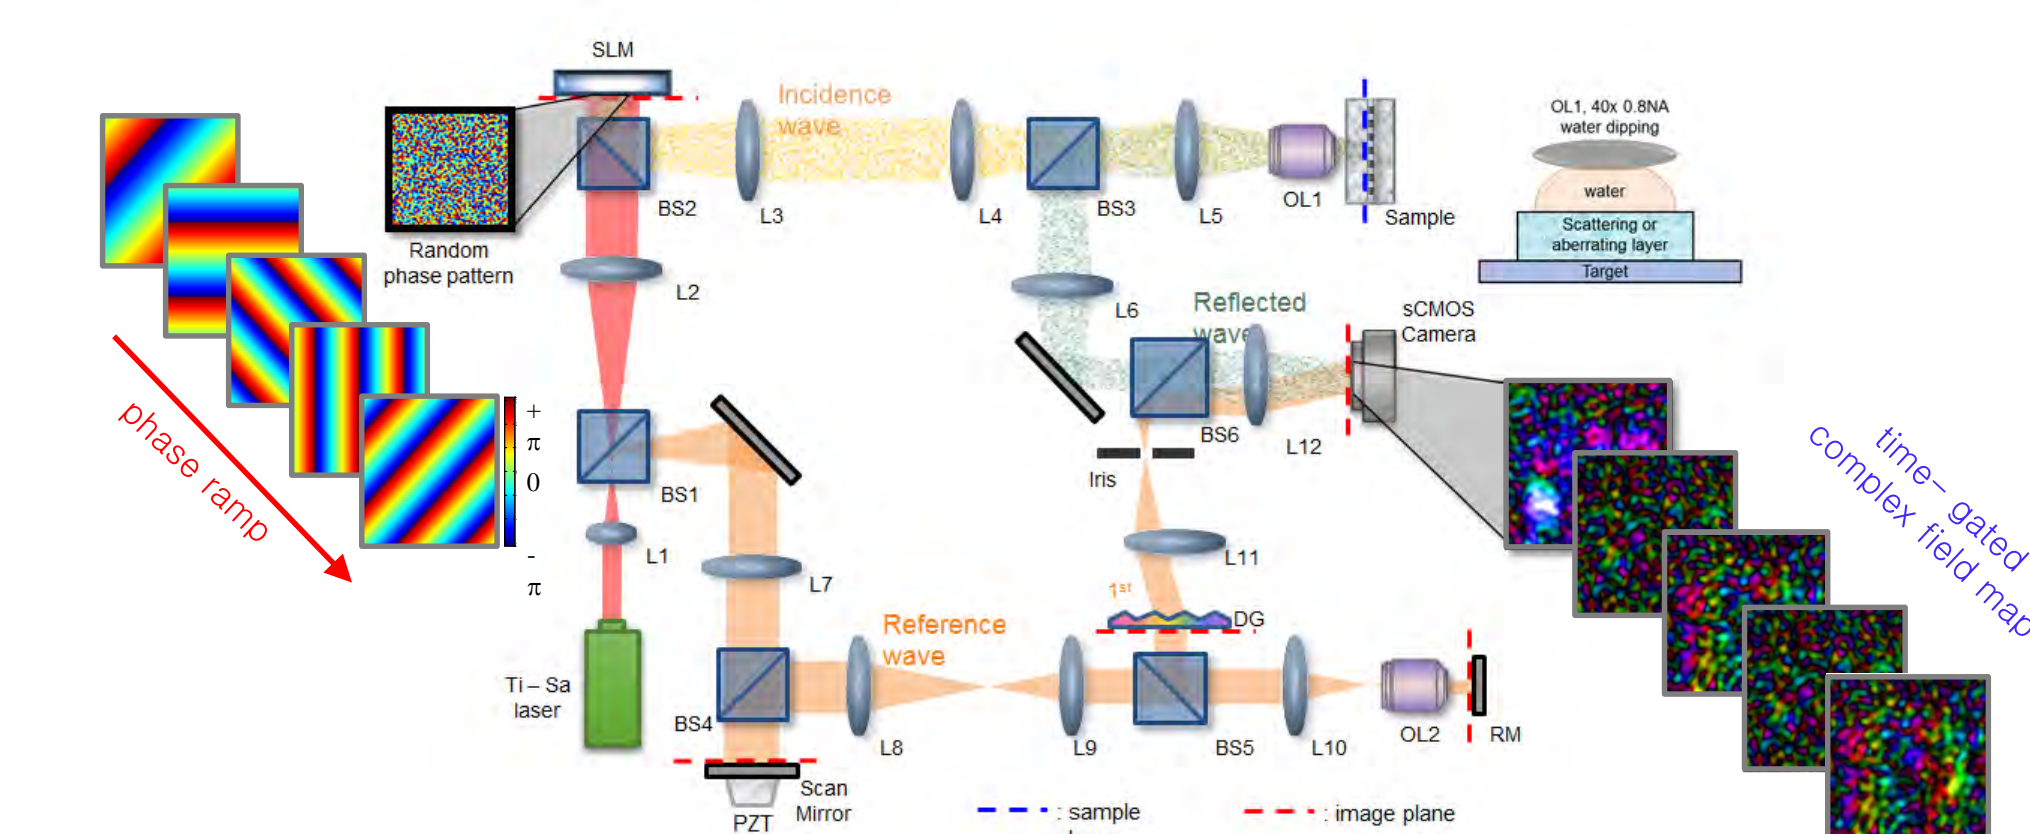 SLM
Incidence
wave
OL1, 40x 0.8NA
water dipping
water
Scattering or
aberrating layer
Target
BS2
L3
L4
BS3
L5
OL1
Sample
Random
phase pattern
L2
L6
Reflected
wave
sCMOS
Camera
phase ramp
+
π
0
-
π
BS1
L1
BS6
L12
Iris
time- gated
complex field map
L7
L11
1st
DG
Reference
wave
Ti – Sa
laser
BS4
L8
L9
BS5
L10
OL2
RM
Scan
Mirror
PZT
: sample
: image plane